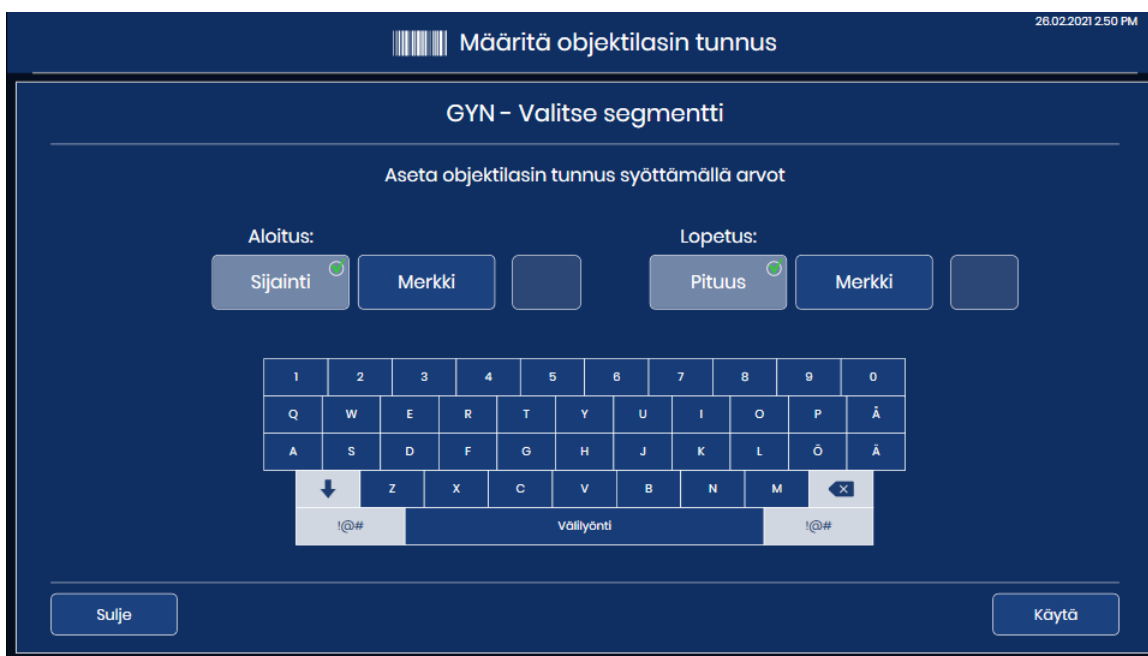 26.02.2021 2.50 PM
Määritä objektilasin tunnus
GYN - Valitse segmentti
Aseta objektilasin tunnus syöttämällä arvot
Aloitus: Lopetus:
Sijainti Merkki Pituus Merkki
1 2 3 4 5 6 7 8 9 0
Q W E R T Y U I O P Å
A S D F G H J K L Ö Ä
Z X C V B N M
!@# Välilyönti !@#
Sulje Käytä